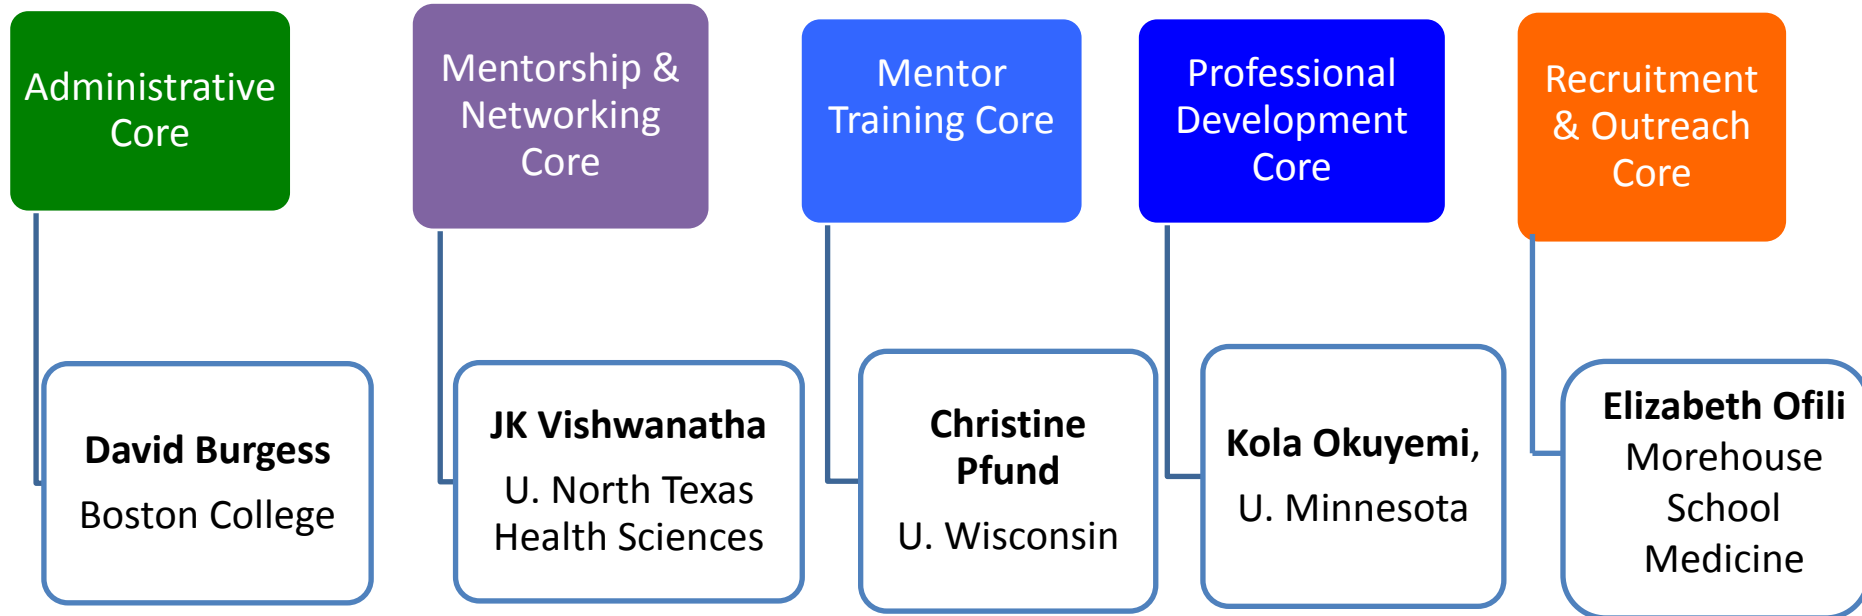 Administrative
Core
Mentorship &
Networking
Core
Mentor
Training Core
Professional
Development
Core
Recruitment
& Outreach
Core
David Burgess
Boston College
JK Vishwanatha
U. North Texas
Health Sciences
Christine
Pfund
U. Wisconsin
Kola Okuyemi,
U. Minnesota
Elizabeth Ofili
Morehouse
School
Medicine